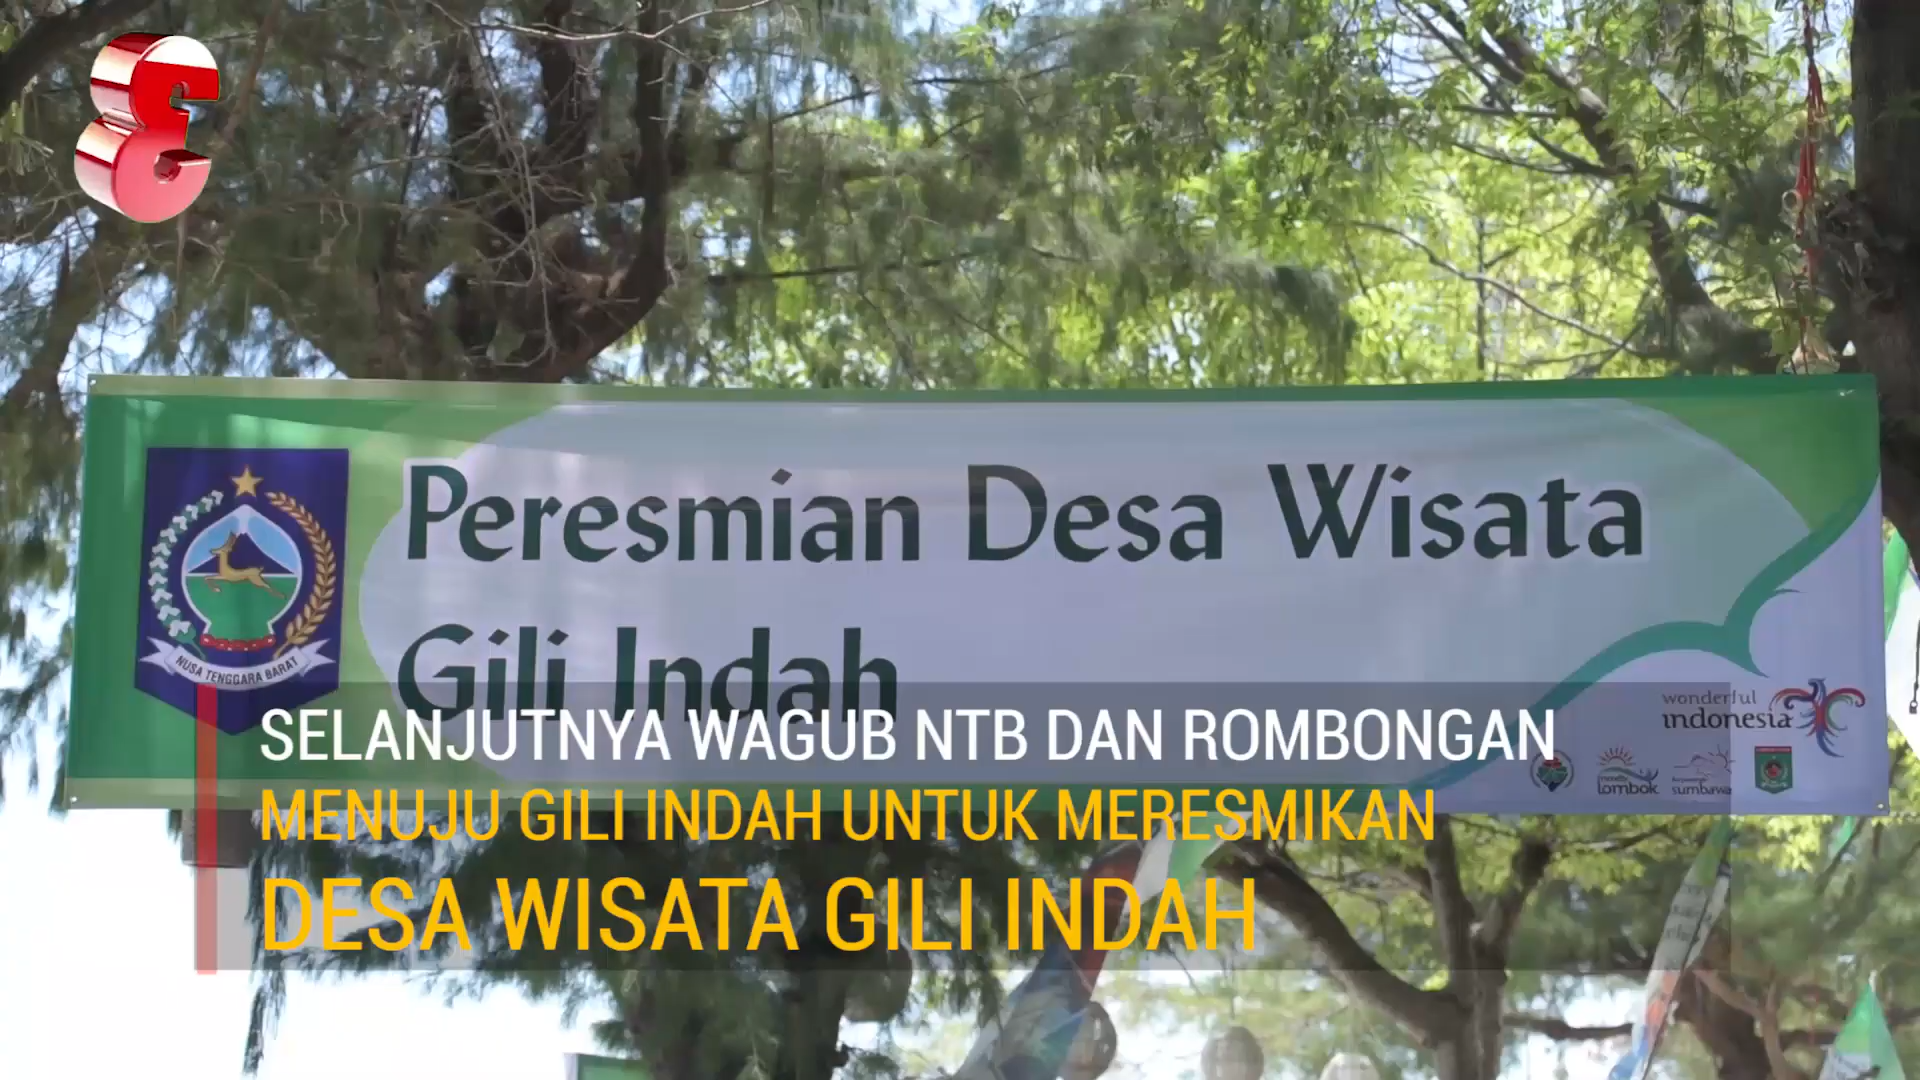 Peresmian Desa Wisata
Gili Indah
NUSA TENGGARA BARAT
wonderful
indonesia
lombok
sumbawa
SELANJUTNYA WAGUB NTB DAN ROMBONGAN
MENUJU GILI INDAH UNTUK MERESMIKAN
DESA WISATA GILI INDAH